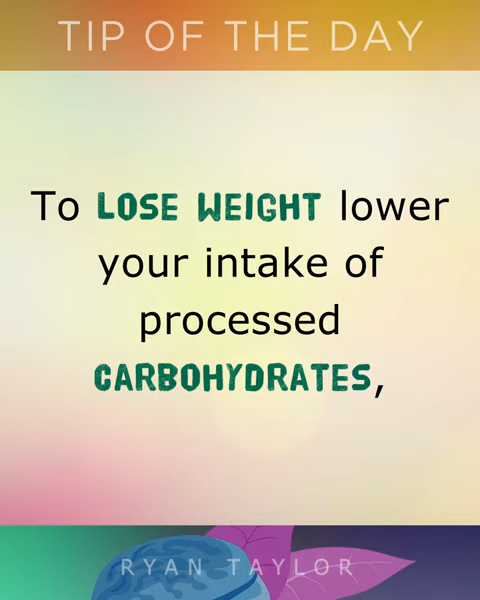 TIP OF THE DAY
To LOSE WEIGHT lower
your intake of
processed
CARBOHYDRATES,
RYAN TAYLOR